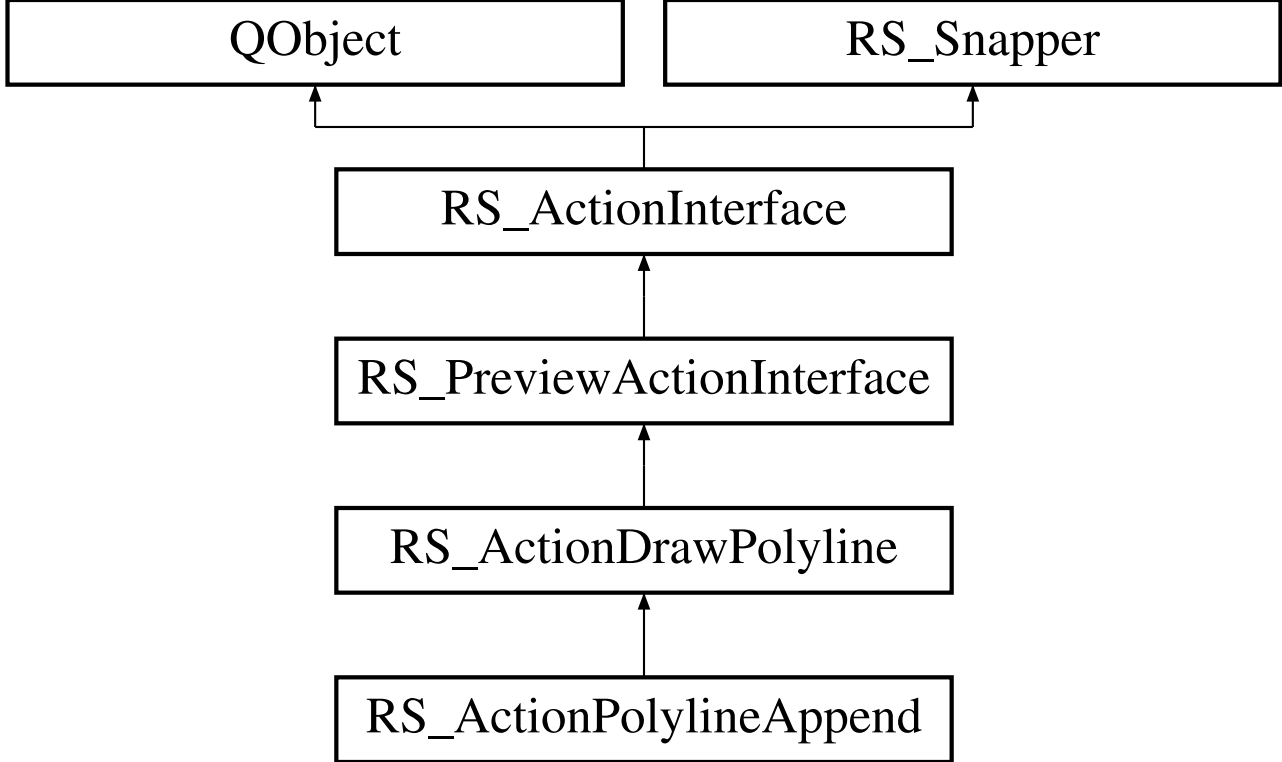 QObject
RS_Snapper
RS_ActionInterface
RS_PreviewActionInterface
RS_ActionDrawPolyline
RS_ActionPolylineAppend